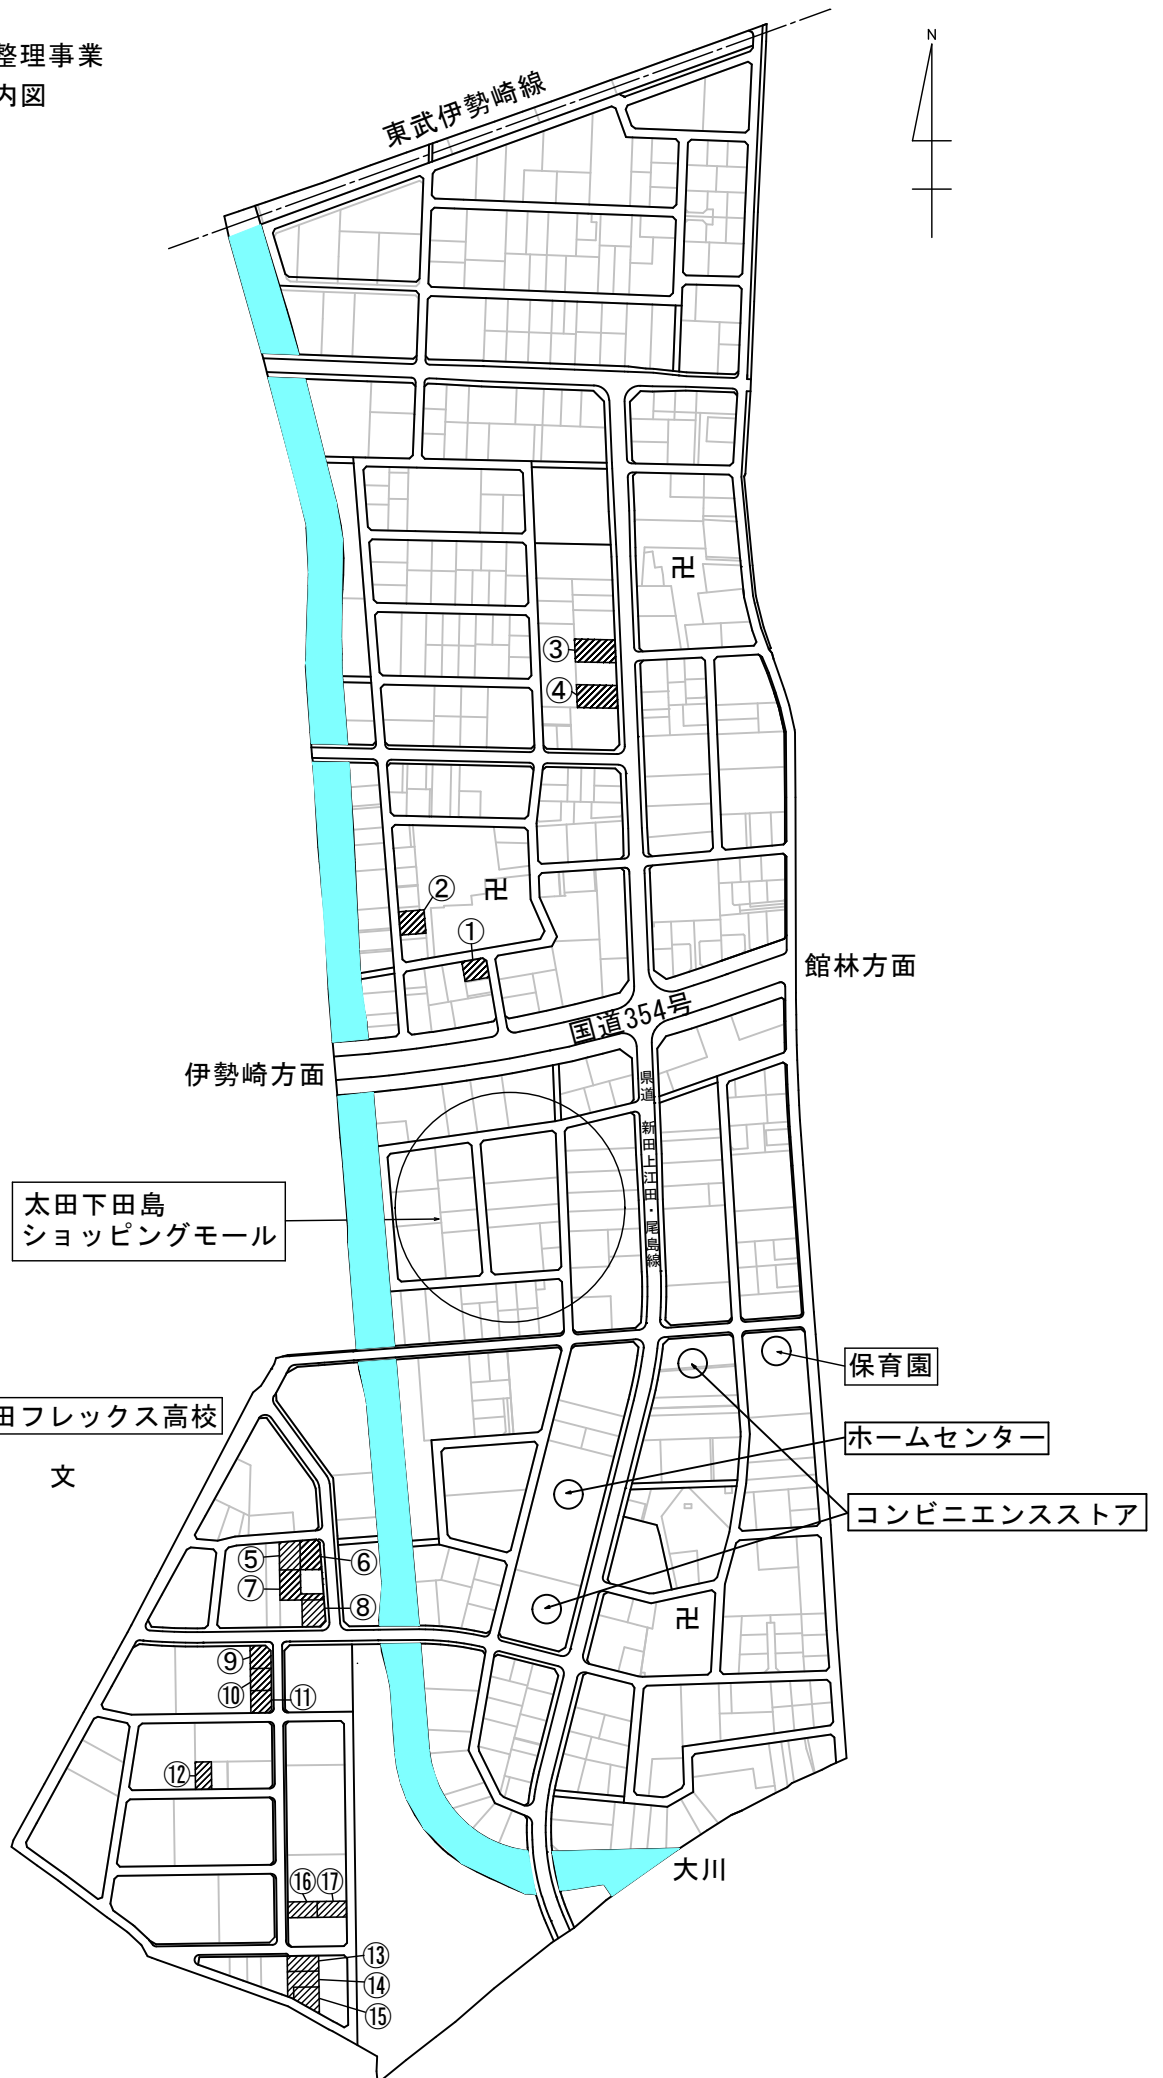 整理事業
内図
N
東武伊勢崎線
卍
③
④
②
卍
①
館林方面
国道354号
伊勢崎方面
県道 新田上江田・尾島線
太田下田島
ショッピングモール
保育園
田フレックス高校
ホームセンター
文
コンビニエンスストア
⑤
⑥
⑦
⑧
卍
⑨
⑩
⑪
⑫
大川
⑯
⑰
⑬
⑭
⑮